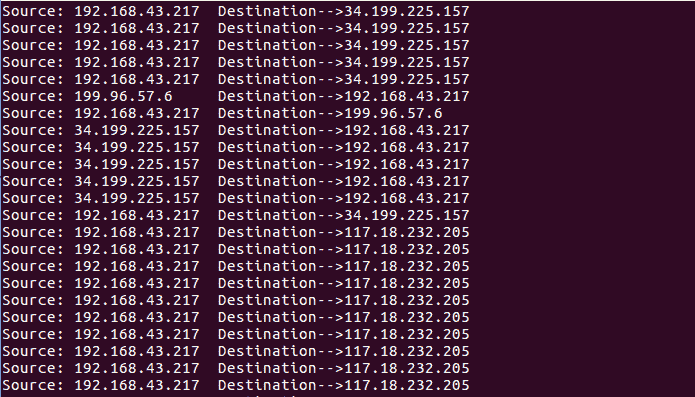 Source: 192.168.43.217  Destination-->34.199.225.157
Source: 192.168.43.217  Destination-->34.199.225.157
Source: 192.168.43.217  Destination-->34.199.225.157
Source: 192.168.43.217  Destination-->34.199.225.157
Source: 192.168.43.217  Destination-->34.199.225.157
Source: 199.96.57.6     Destination-->192.168.43.217
Source: 192.168.43.217  Destination-->199.96.57.6
Source: 34.199.225.157  Destination-->192.168.43.217
Source: 34.199.225.157  Destination-->192.168.43.217
Source: 34.199.225.157  Destination-->192.168.43.217
Source: 34.199.225.157  Destination-->192.168.43.217
Source: 34.199.225.157  Destination-->192.168.43.217
Source: 192.168.43.217  Destination-->34.199.225.157
Source: 192.168.43.217  Destination-->117.18.232.205
Source: 192.168.43.217  Destination-->117.18.232.205
Source: 192.168.43.217  Destination-->117.18.232.205
Source: 192.168.43.217  Destination-->117.18.232.205
Source: 192.168.43.217  Destination-->117.18.232.205
Source: 192.168.43.217  Destination-->117.18.232.205
Source: 192.168.43.217  Destination-->117.18.232.205
Source: 192.168.43.217  Destination-->117.18.232.205
Source: 192.168.43.217  Destination-->117.18.232.205
Source: 192.168.43.217  Destination-->117.18.232.205